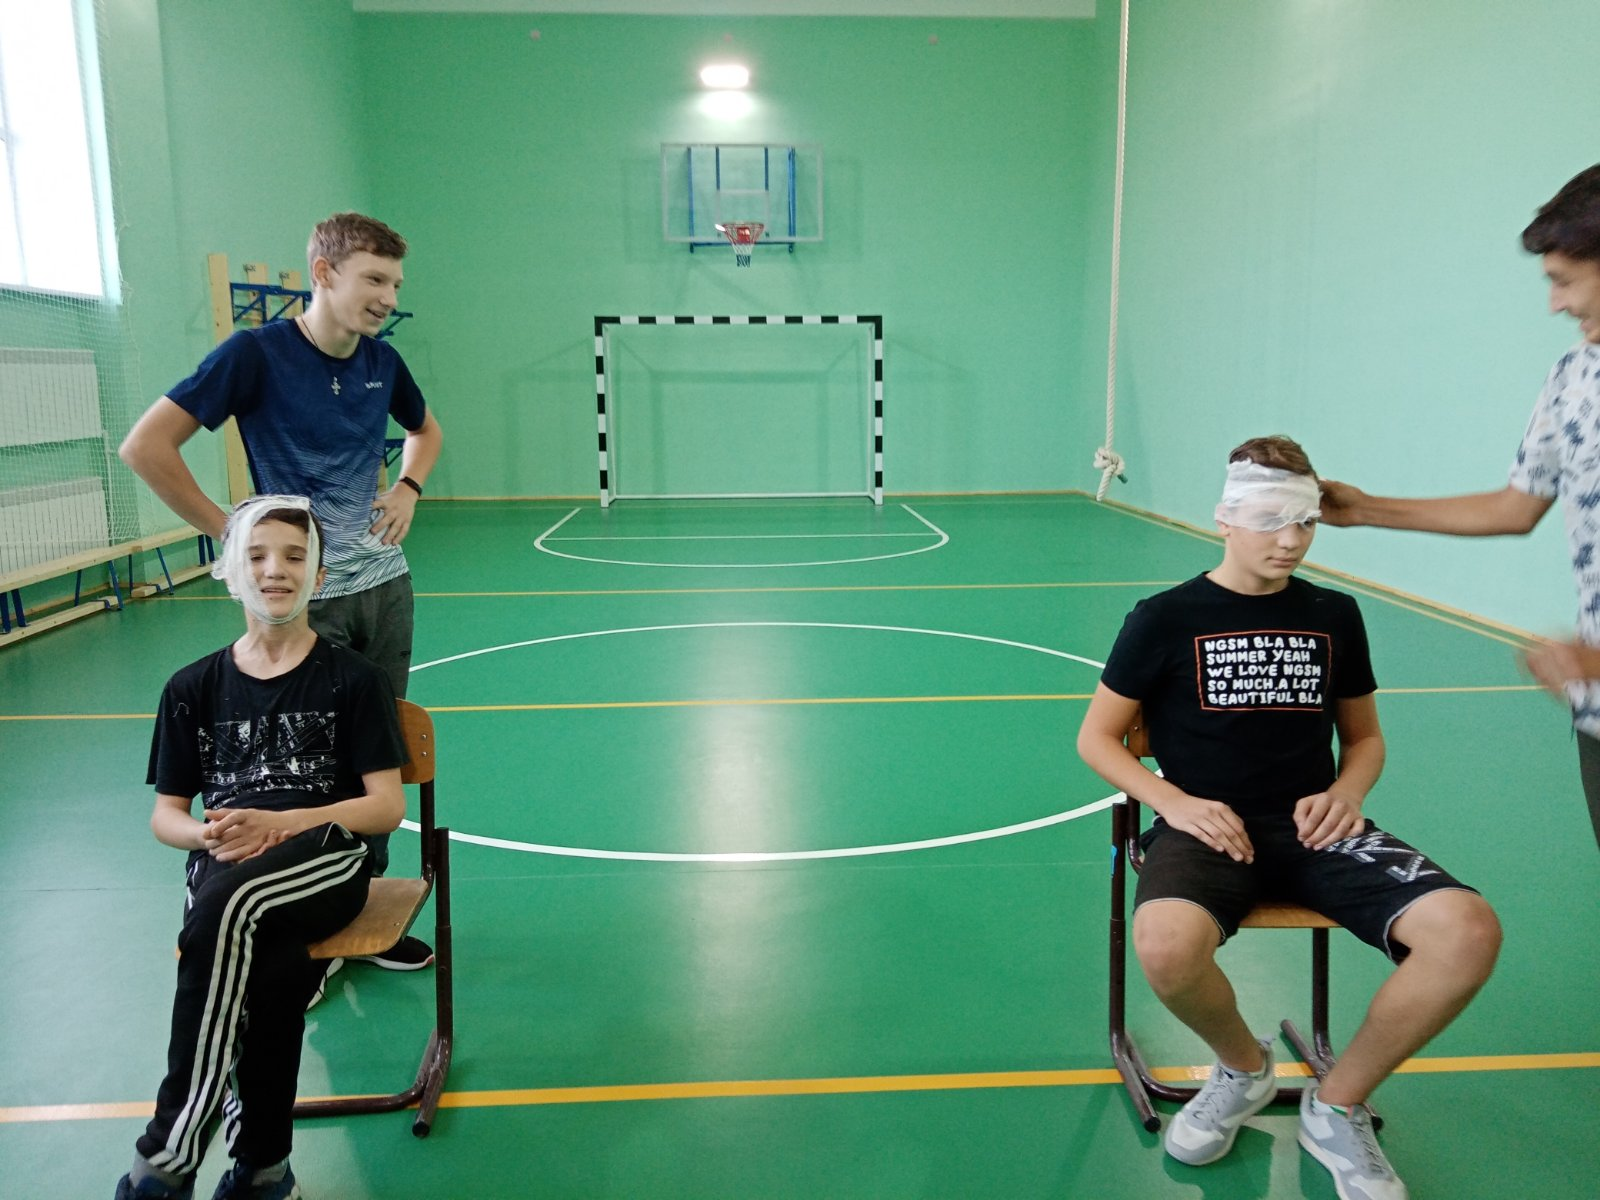 NGSM BLA BLA
SUMMER YEAH
WE LOVE NGSM
SO MUCH A LOT
BEAUTIFUL BLA